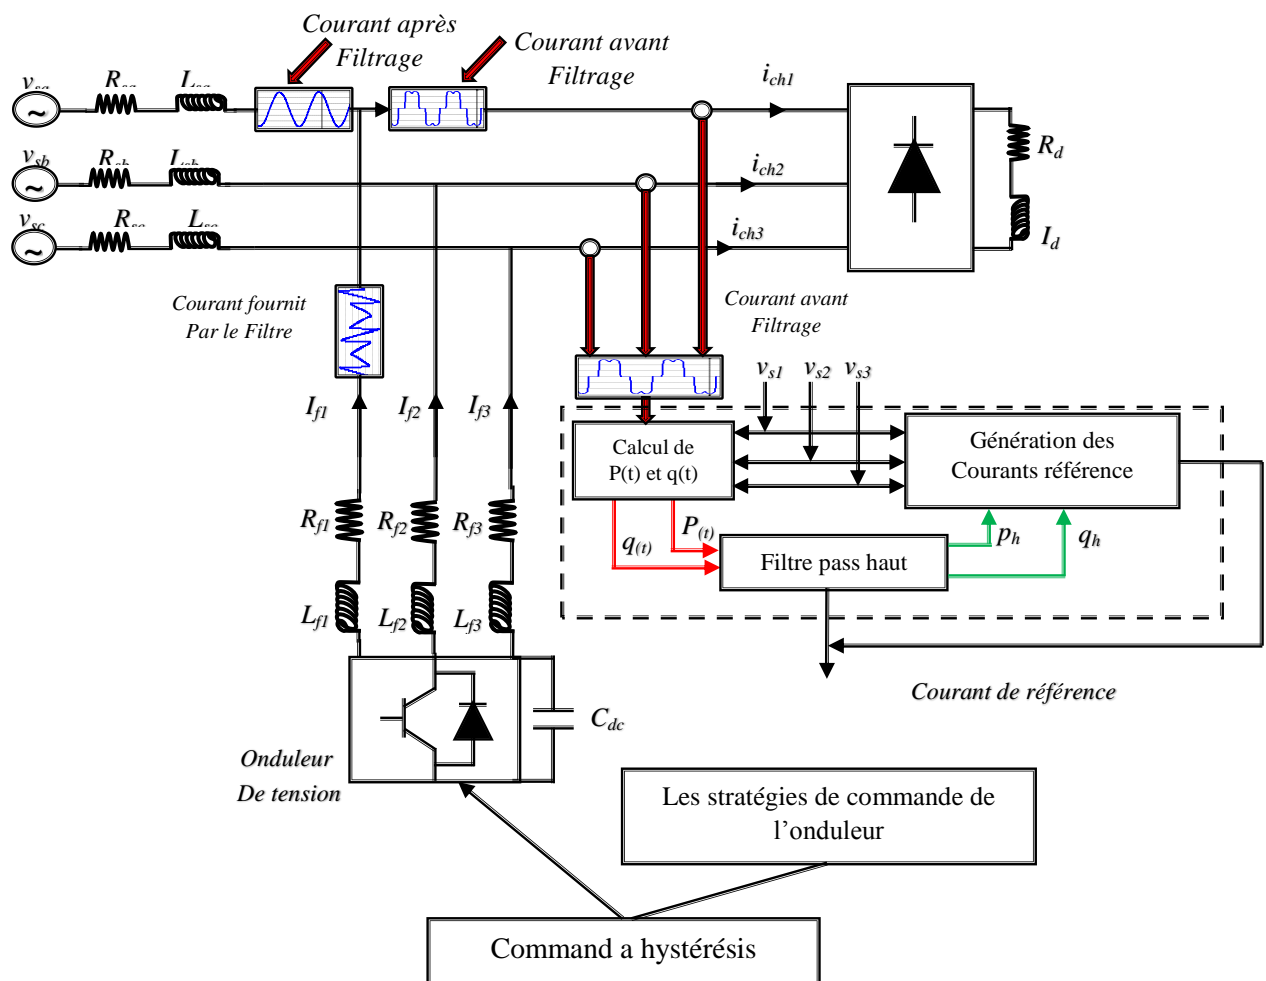 Courant après
Filtrage
Courant avant
Filtrage
i_ch1
i_ch2
i_ch3
v_sb
v_sc
R_d
I_d
Courant fournit
Par le Filtre
Courant avant
Filtrage
v_s1 v_s2 v_s3
I_f1 I_f2 I_f3
Calcul de
P(t) et q(t)
Génération des
Courants référence
R_f1 R_f2 R_f3
q(t) P(t)
p_h q_h
Filtre pass haut
L_f1 L_f2 L_f3
Courant de référence
C_dc
Onduleur
De tension
Les stratégies de commande de
l’onduleur
Command a hystérésis